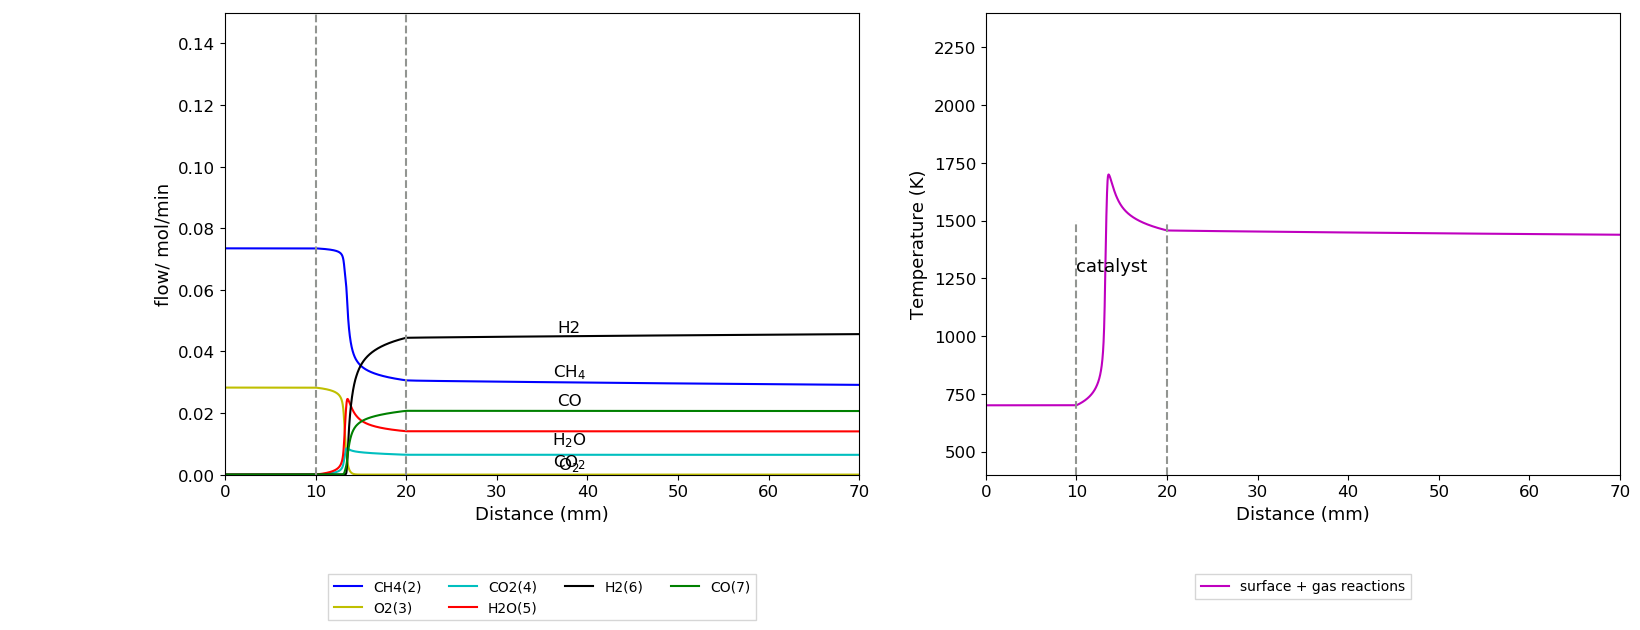 0.14
0.12
0.10
0.08
0.06
0.04
0.02
0.00
flow/ mol/min
H2
CH₄
CO
H₂O
CO₂
O₂
0 10 20 30 40 50 60 70
Distance (mm)
CH4(2) CO2(4) H2(6) CO(7)
O2(3) H2O(5)
2250
2000
1750
1500
1250
1000
750
500
Temperature (K)
catalyst
0 10 20 30 40 50 60 70
Distance (mm)
surface + gas reactions